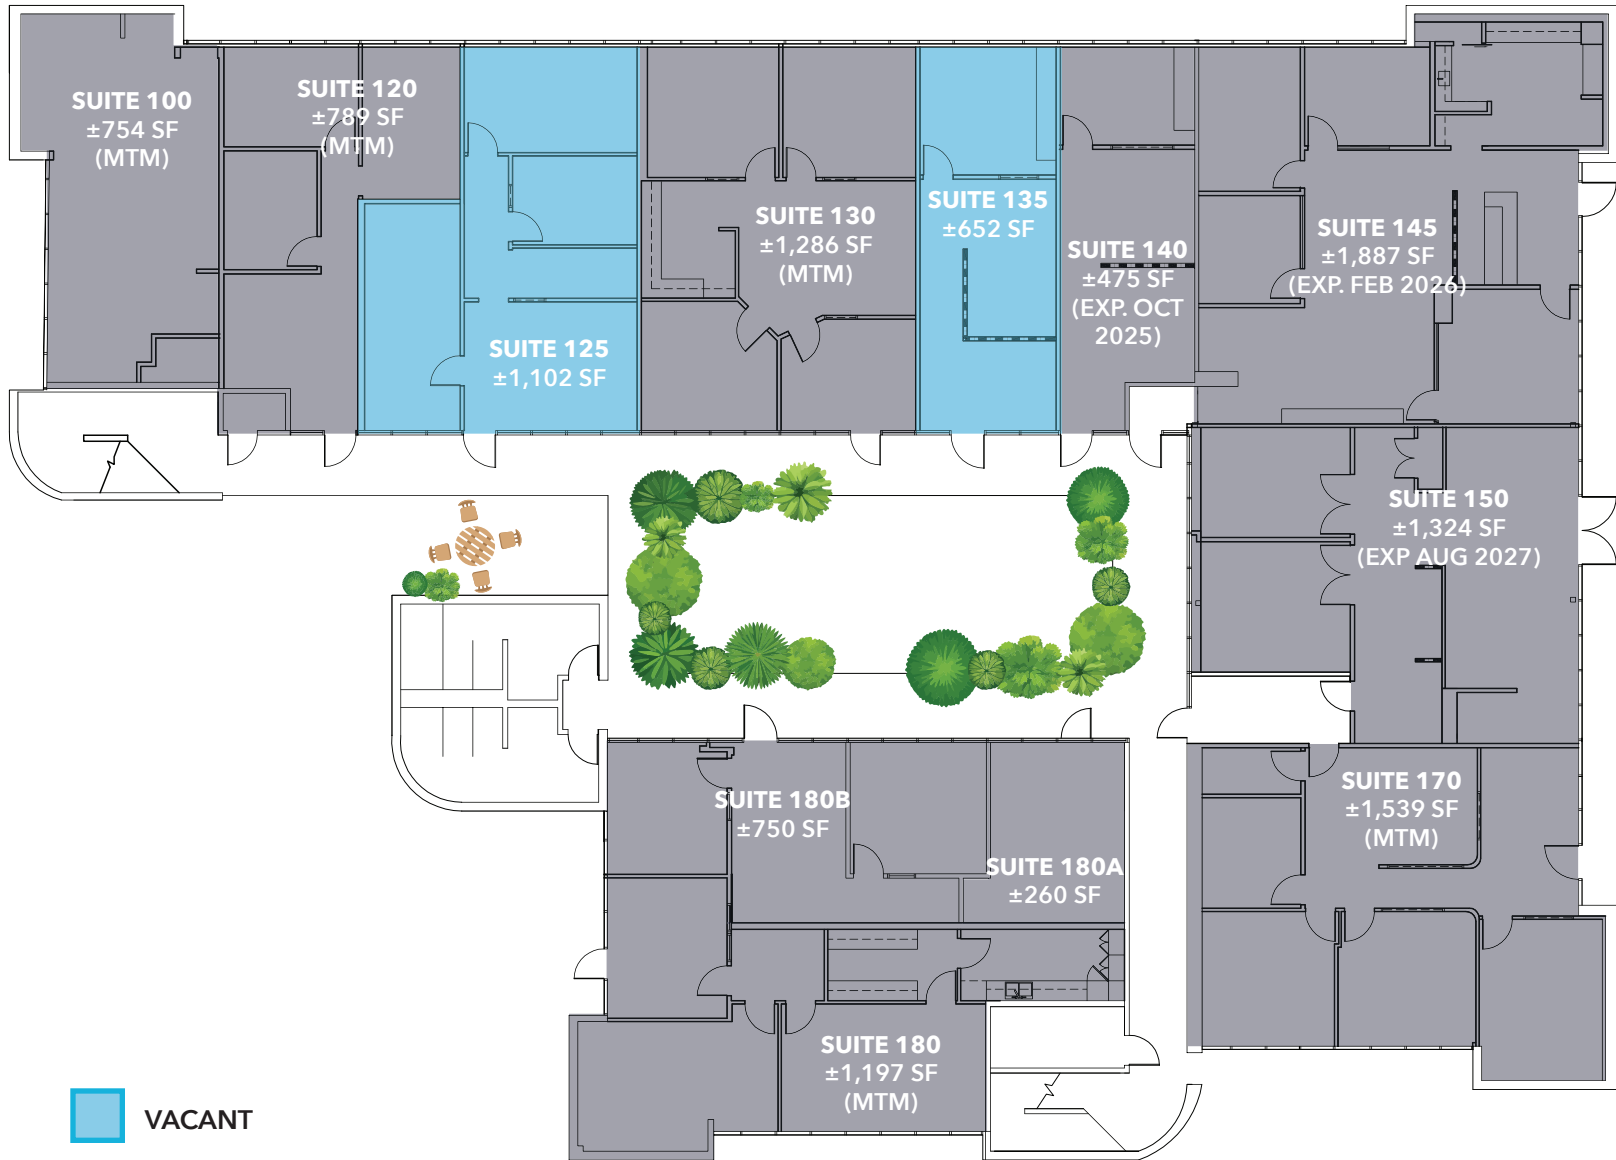 SUITE 100
±754 SF
(MTM)
SUITE 120
±789 SF
(MTM)
SUITE 125
±1,102 SF
SUITE 130
±1,286 SF
(MTM)
SUITE 135
±652 SF
SUITE 140
±475 SF
(EXP. OCT
2025)
SUITE 145
±1,887 SF
(EXP. FEB 2026)
SUITE 150
±1,324 SF
(EXP AUG 2027)
SUITE 170
±1,539 SF
(MTM)
SUITE 180B
±750 SF
SUITE 180A
±260 SF
SUITE 180
±1,197 SF
(MTM)
VACANT